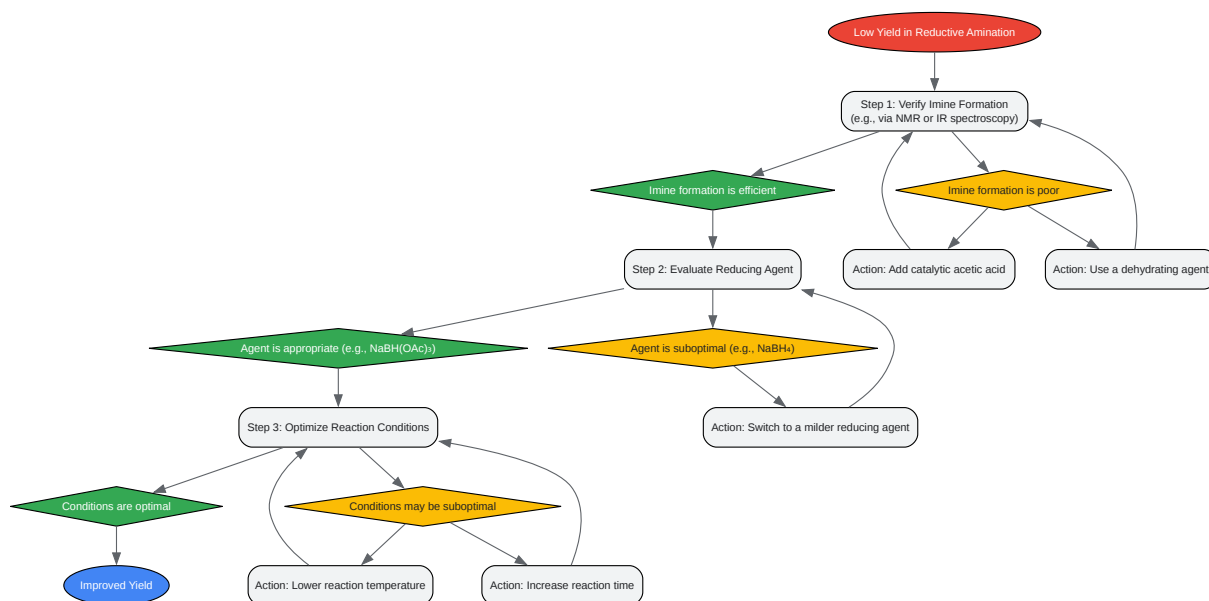 Low Yield in Reductive Amination
Step 1: Verify Imine Formation
(e.g., via NMR or IR spectroscopy)
Imine formation is efficient
Imine formation is poor
Step 2: Evaluate Reducing Agent
Action: Add catalytic acetic acid
Action: Use a dehydrating agent
Agent is appropriate (e.g., NaBH(OAc)₃)
Agent is suboptimal (e.g., NaBH₄)
Step 3: Optimize Reaction Conditions
Action: Switch to a milder reducing agent
Conditions are optimal
Conditions may be suboptimal
Improved Yield
Action: Lower reaction temperature
Action: Increase reaction time